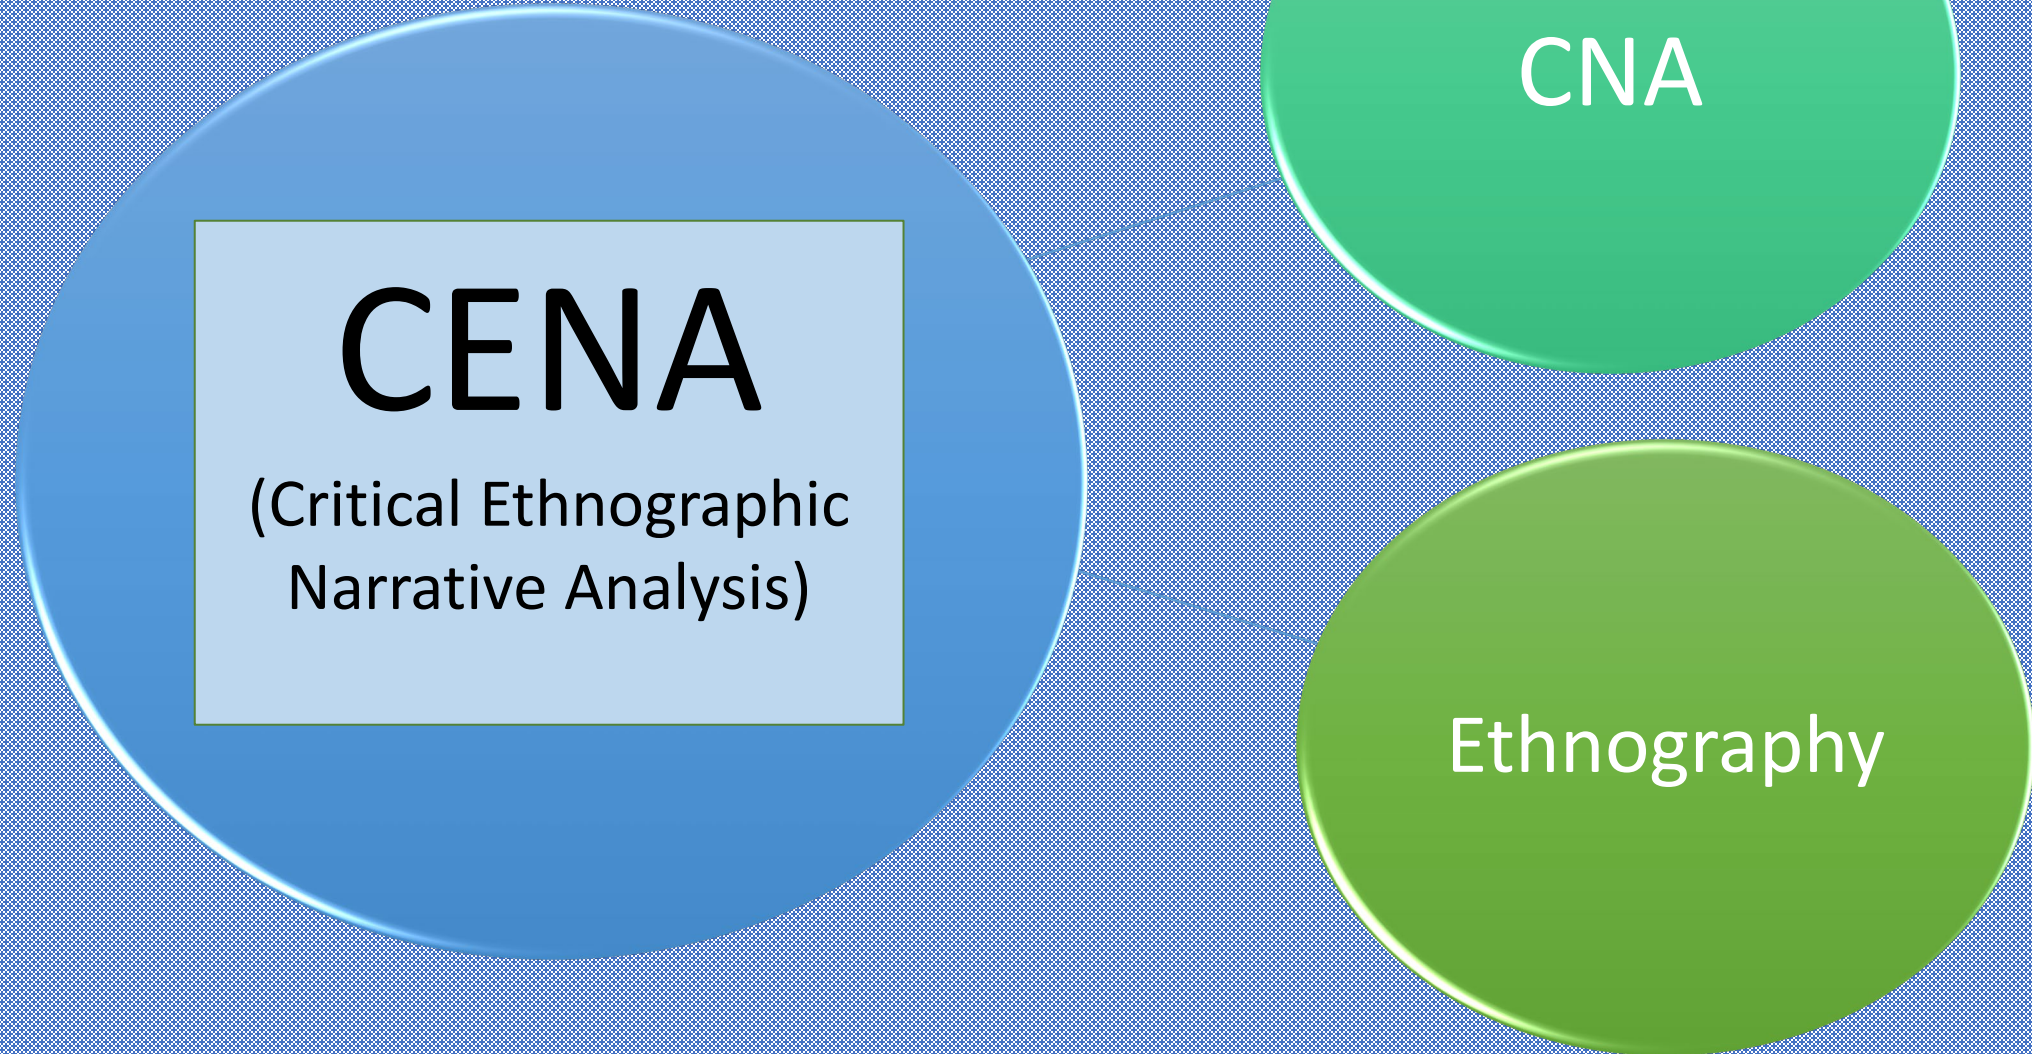 CNA
CENA
(Critical Ethnographic
Narrative Analysis)
Ethnography